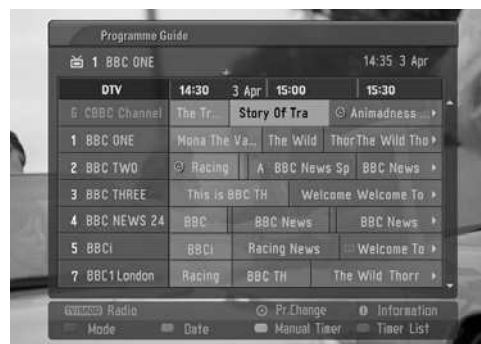 Programme Guide
1 BBC ONE 14:35 3 Apr
DTV 14:30 3 Apr 15:00 15:30
6 CBBC Channel The Tr... Story Of Tra Animadness ...
1 BBC ONE Mona The Va... The Wild ThorThe Wild Tho
2 BBC TWO Racing A BBC News Sp BBC News
3 BBC THREE This is BBC TH Welcome Welcome To
4 BBC NEWS 24 BBC BBC News BBC News
5 BBCi BBCi Racing News Welcome To
7 BBC1London Racing BBC TH The Wild Thorr
TV/RAD Radio Pr.Change Information
Mode Date Manual Timer Timer List